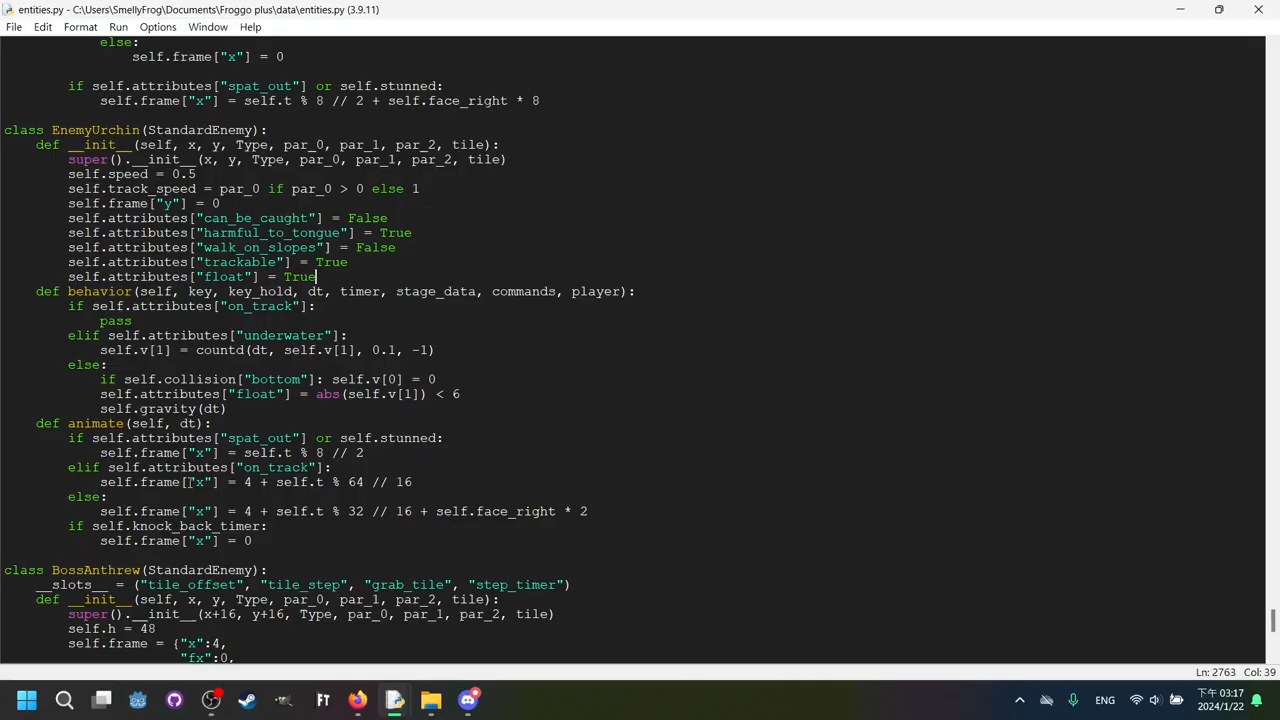 entities.py - C:\Users\SmellyFrog\Documents\Froggo plus\data\entities.py (3.9.11)
File Edit Format Run Options Window Help
            else:
                self.frame["x"] = 0

        if self.attributes["spat_out"] or self.stunned:
            self.frame["x"] = self.t % 8 // 2 + self.face_right * 8

class EnemyUrchin(StandardEnemy):
    def __init__(self, x, y, Type, par_0, par_1, par_2, tile):
        super().__init__(x, y, Type, par_0, par_1, par_2, tile)
        self.speed = 0.5
        self.track_speed = par_0 if par_0 > 0 else 1
        self.frame["y"] = 0
        self.attributes["can_be_caught"] = False
        self.attributes["harmful_to_tongue"] = True
        self.attributes["walk_on_slopes"] = False
        self.attributes["trackable"] = True
        self.attributes["float"] = True
    def behavior(self, key, key_hold, dt, timer, stage_data, commands, player):
        if self.attributes["on_track"]:
            pass
        elif self.attributes["underwater"]:
            self.v[1] = countd(dt, self.v[1], 0.1, -1)
        else:
            if self.collision["bottom"]: self.v[0] = 0
            self.attributes["float"] = abs(self.v[1]) < 6
            self.gravity(dt)
    def animate(self, dt):
        if self.attributes["spat_out"] or self.stunned:
            self.frame["x"] = self.t % 8 // 2
        elif self.attributes["on_track"]:
            self.frame["x"] = 4 + self.t % 64 // 16
        else:
            self.frame["x"] = 4 + self.t % 32 // 16 + self.face_right * 2
        if self.knock_back_timer:
            self.frame["x"] = 0

class BossAnthrew(StandardEnemy):
    __slots__ = ("tile_offset", "tile_step", "grab_tile", "step_timer")
    def __init__(self, x, y, Type, par_0, par_1, par_2, tile):
        super().__init__(x+16, y+16, Type, par_0, par_1, par_2, tile)
        self.h = 48
        self.frame = {"x":4,
                      "fx":0,
Ln: 2763 Col: 39
FT
ENG
下午 03:17
2024/1/22